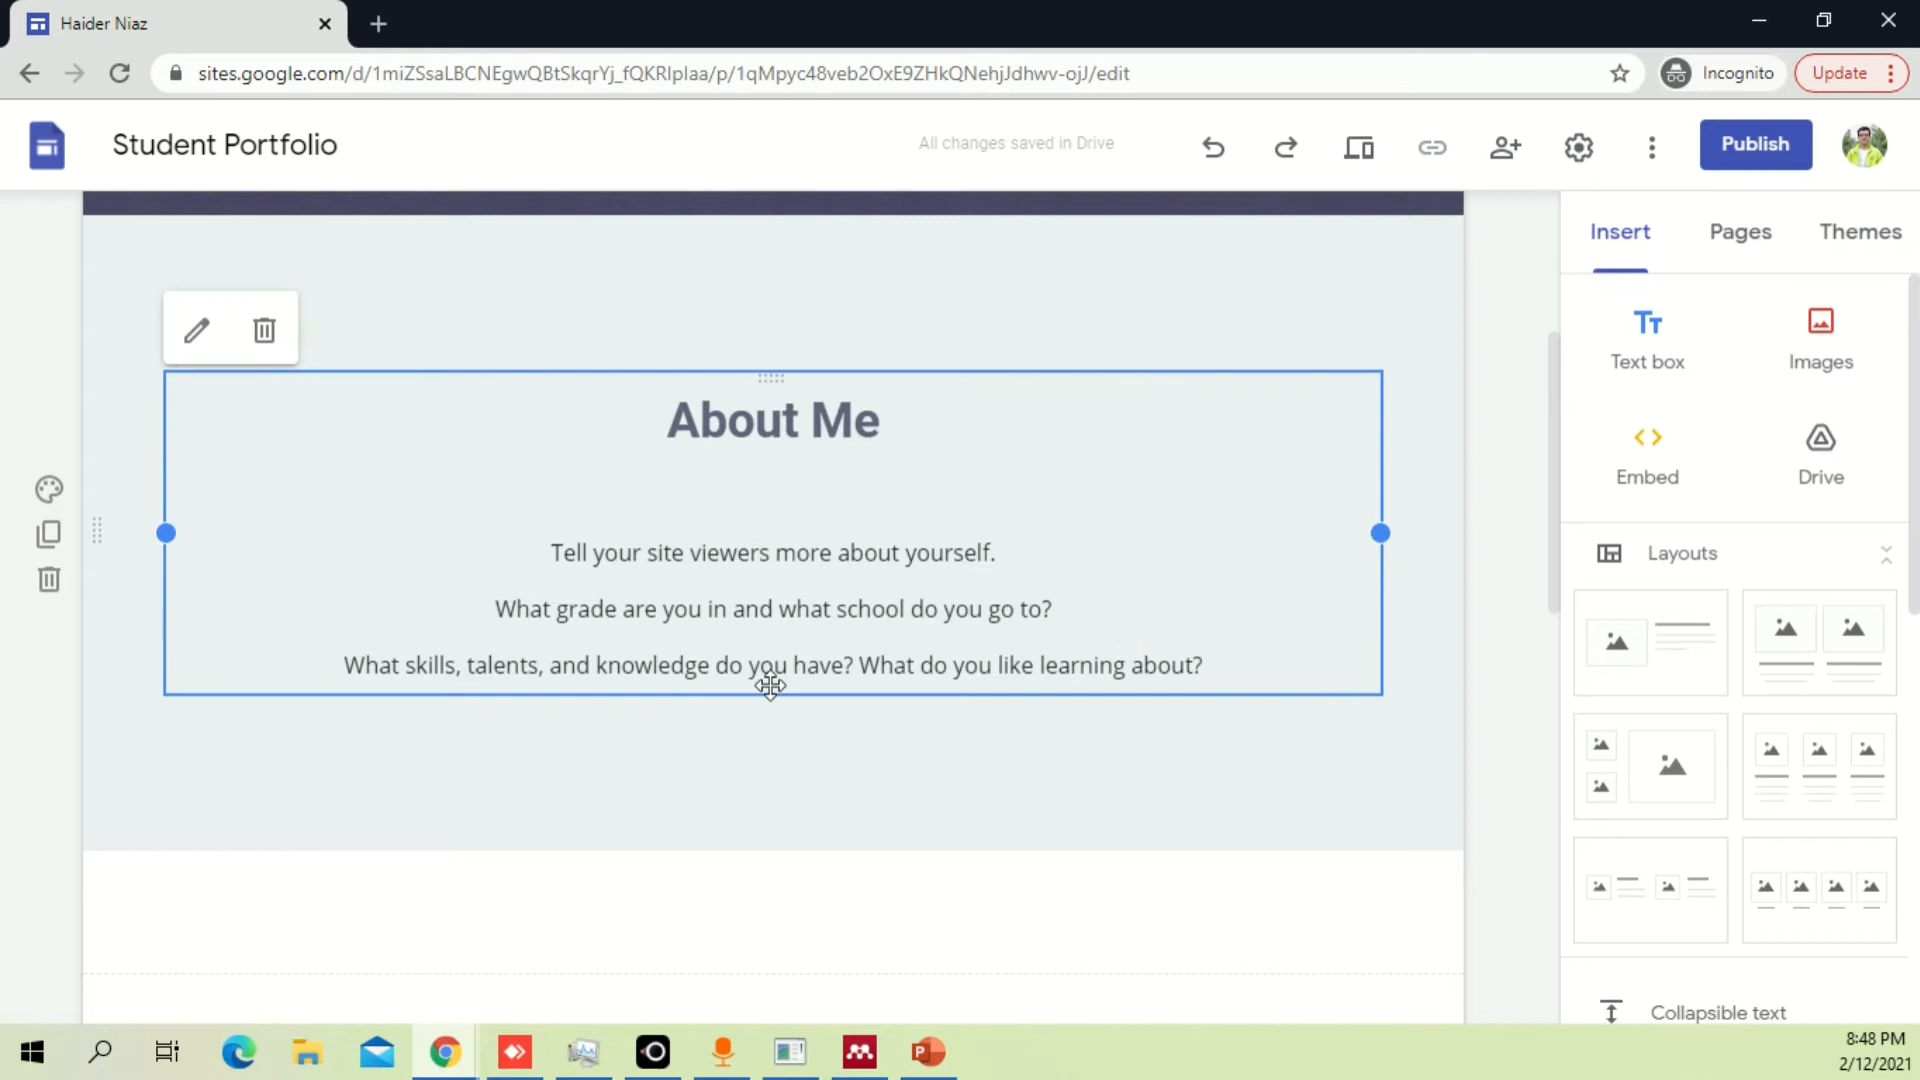 Haider Niaz
sites.google.com/d/1miZSsaLBCNEgwQBtSkqrYj_fQKRIplaa/p/1qMpyc48veb2OxE9ZHkQNehjJdhwv-ojJ/edit
Incognito
Update
Student Portfolio
All changes saved in Drive
Publish
Insert
Pages
Themes
Text box
Images
Embed
Drive
Layouts
Collapsible text
About Me
Tell your site viewers more about yourself.
What grade are you in and what school do you go to?
What skills, talents, and knowledge do you have? What do you like learning about?
8:48 PM
2/12/2021